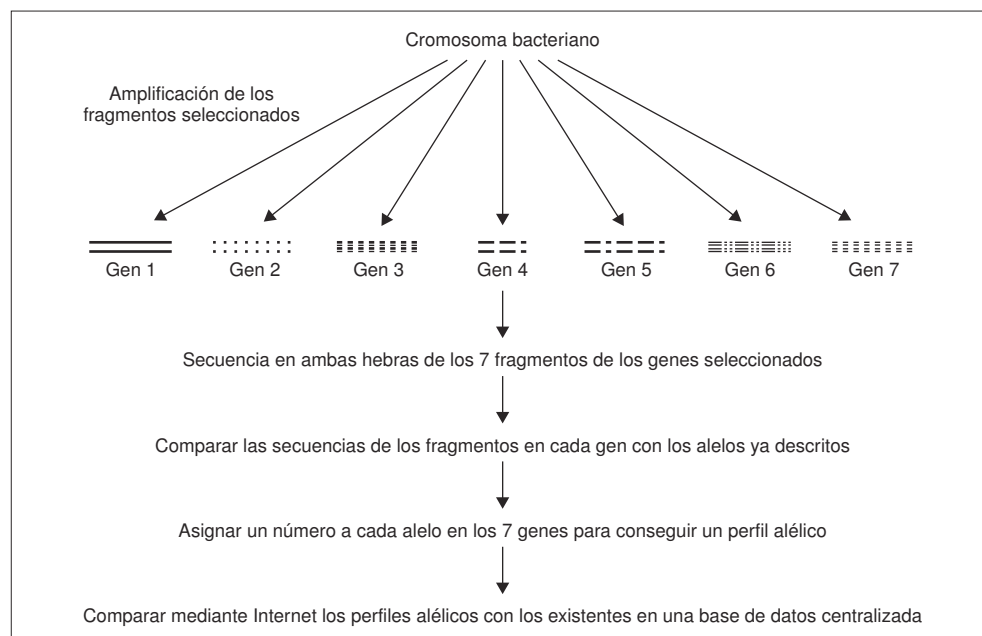 Cromosoma bacteriano
Amplificación de los
fragmentos seleccionados
Gen 1
Gen 2
Gen 3
Gen 4
Gen 5
Gen 6
Gen 7
Secuencia en ambas hebras de los 7 fragmentos de los genes seleccionados
Comparar las secuencias de los fragmentos en cada gen con los alelos ya descritos
Asignar un número a cada alelo en los 7 genes para conseguir un perfil alélico
Comparar mediante Internet los perfiles alélicos con los existentes en una base de datos centralizada